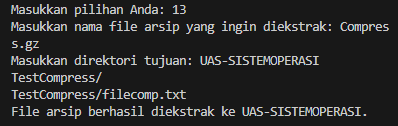 Masukkan pilihan Anda: 13
Masukkan nama file arsip yang ingin diekstrak: Compres
s.gz
Masukkan direktori tujuan: UAS-SISTEMOPERASI
TestCompress/
TestCompress/filecomp.txt
File arsip berhasil diekstrak ke UAS-SISTEMOPERASI.